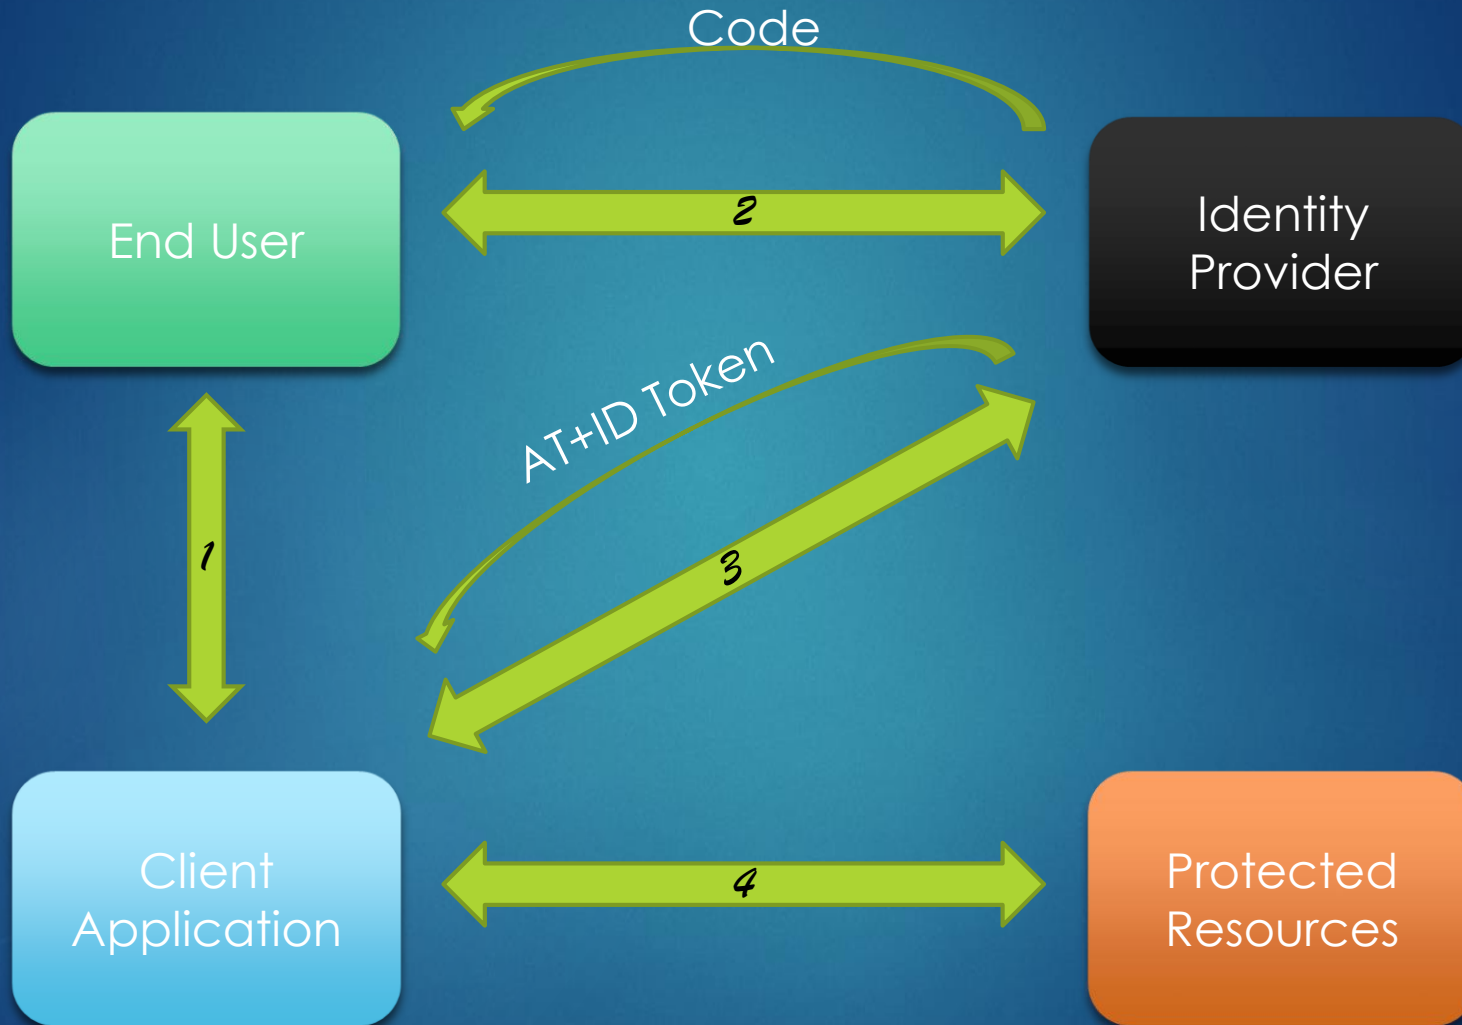 Code
End User
2
Identity
Provider
AT+ID Token
1
3
Client
Application
4
Protected
Resources